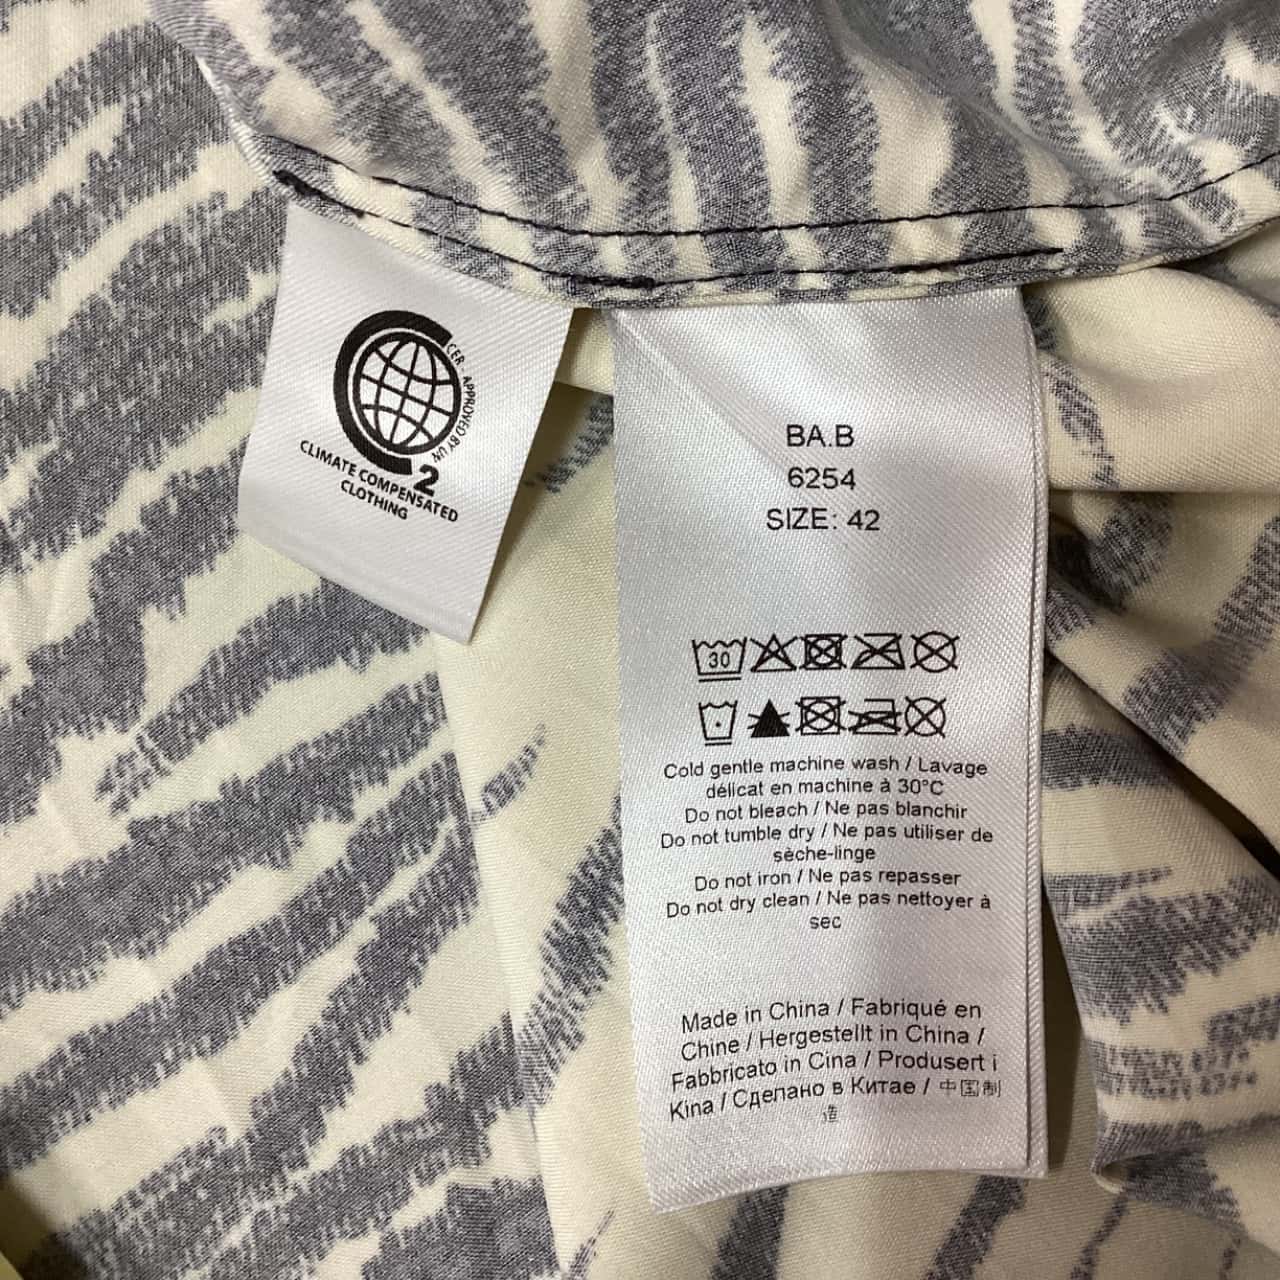 CER - APPROVED BY UN
2
CLIMATE COMPENSATED
CLOTHING
BA.B
6254
SIZE: 42
30
Cold gentle machine wash / Lavage
délicat en machine à 30°C
Do not bleach / Ne pas blanchir
Do not tumble dry / Ne pas utiliser de
sèche-linge
Do not iron / Ne pas repasser
Do not dry clean / Ne pas nettoyer à
sec
Made in China / Fabriqué en
Chine / Hergestellt in China /
Fabbricato in Cina / Produsert i
Kina / Сделано в Китае / 中国制
造